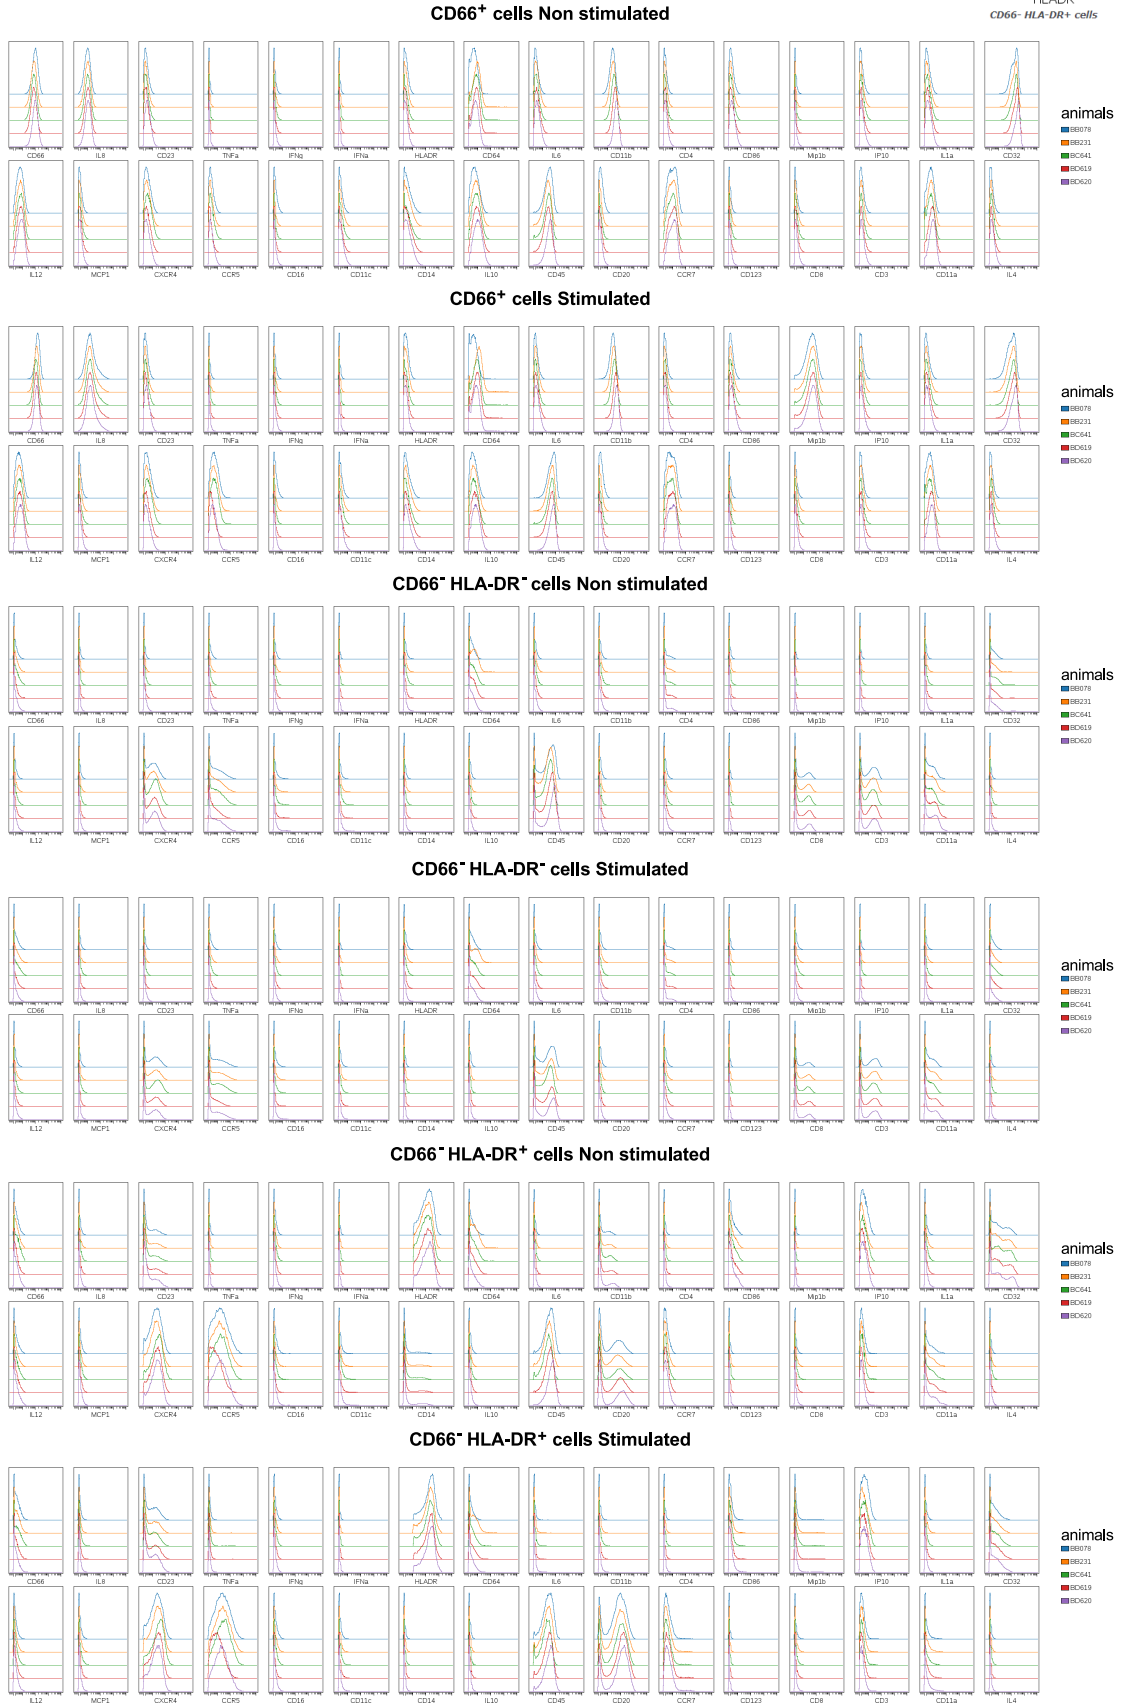 HLADR
CD66- HLA-DR+ cells
CD66+ cells Non stimulated
CD66 IL8 CD23 TNFa IFNg IFNa HLADR CD64 IL6 CD11b CD4 CD86 Mip1b IP10 IL1a CD32
IL12 MCP1 CXCR4 CCR5 CD16 CD11c CD14 IL10 CD45 CD20 CCR7 CD123 CD8 CD3 CD11a IL4
animals
BB078
BB231
BC641
BD619
BD620
CD66+ cells Stimulated
CD66 IL8 CD23 TNFa IFNg IFNa HLADR CD64 IL6 CD11b CD4 CD86 Mip1b IP10 IL1a CD32
IL12 MCP1 CXCR4 CCR5 CD16 CD11c CD14 IL10 CD45 CD20 CCR7 CD123 CD8 CD3 CD11a IL4
animals
BB078
BB231
BC641
BD619
BD620
CD66- HLA-DR- cells Non stimulated
CD66 IL8 CD23 TNFa IFNg IFNa HLADR CD64 IL6 CD11b CD4 CD86 Mip1b IP10 IL1a CD32
IL12 MCP1 CXCR4 CCR5 CD16 CD11c CD14 IL10 CD45 CD20 CCR7 CD123 CD8 CD3 CD11a IL4
animals
BB078
BB231
BC641
BD619
BD620
CD66- HLA-DR- cells Stimulated
CD66 IL8 CD23 TNFa IFNg IFNa HLADR CD64 IL6 CD11b CD4 CD86 Mip1b IP10 IL1a CD32
IL12 MCP1 CXCR4 CCR5 CD16 CD11c CD14 IL10 CD45 CD20 CCR7 CD123 CD8 CD3 CD11a IL4
animals
BB078
BB231
BC641
BD619
BD620
CD66- HLA-DR+ cells Non stimulated
CD66 IL8 CD23 TNFa IFNg IFNa HLADR CD64 IL6 CD11b CD4 CD86 Mip1b IP10 IL1a CD32
IL12 MCP1 CXCR4 CCR5 CD16 CD11c CD14 IL10 CD45 CD20 CCR7 CD123 CD8 CD3 CD11a IL4
animals
BB078
BB231
BC641
BD619
BD620
CD66- HLA-DR+ cells Stimulated
CD66 IL8 CD23 TNFa IFNg IFNa HLADR CD64 IL6 CD11b CD4 CD86 Mip1b IP10 IL1a CD32
IL12 MCP1 CXCR4 CCR5 CD16 CD11c CD14 IL10 CD45 CD20 CCR7 CD123 CD8 CD3 CD11a IL4
animals
BB078
BB231
BC641
BD619
BD620